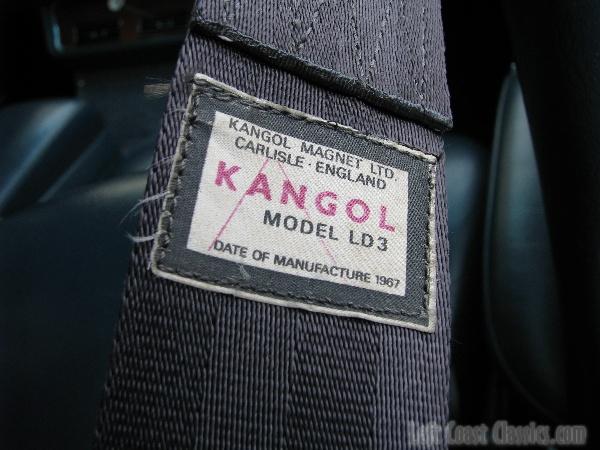 KANGOL MAGNET LTD.
CARLISLE · ENGLAND
KANGOL
MODEL LD3
DATE OF MANUFACTURE 1967
Left Coast Classics.com